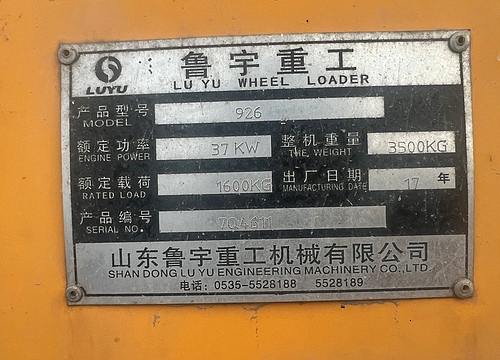 鲁宇重工
LUYU
LU YU WHEEL LOADER
产品型号 926
MODEL
额定功率 37 KW 整机重量 3500KG
ENGINE POWER THE WEIGHT
额定载荷 1600KG 出厂日期 17 年
RATED LOAD MANUFACTURING DATE
产品编号
SERIAL NO.
山东鲁宇重工机械有限公司
SHAN DONG LU YU ENGINEERING MACHINERY CO.,LTD.
电话: 0535-5528188 5528189